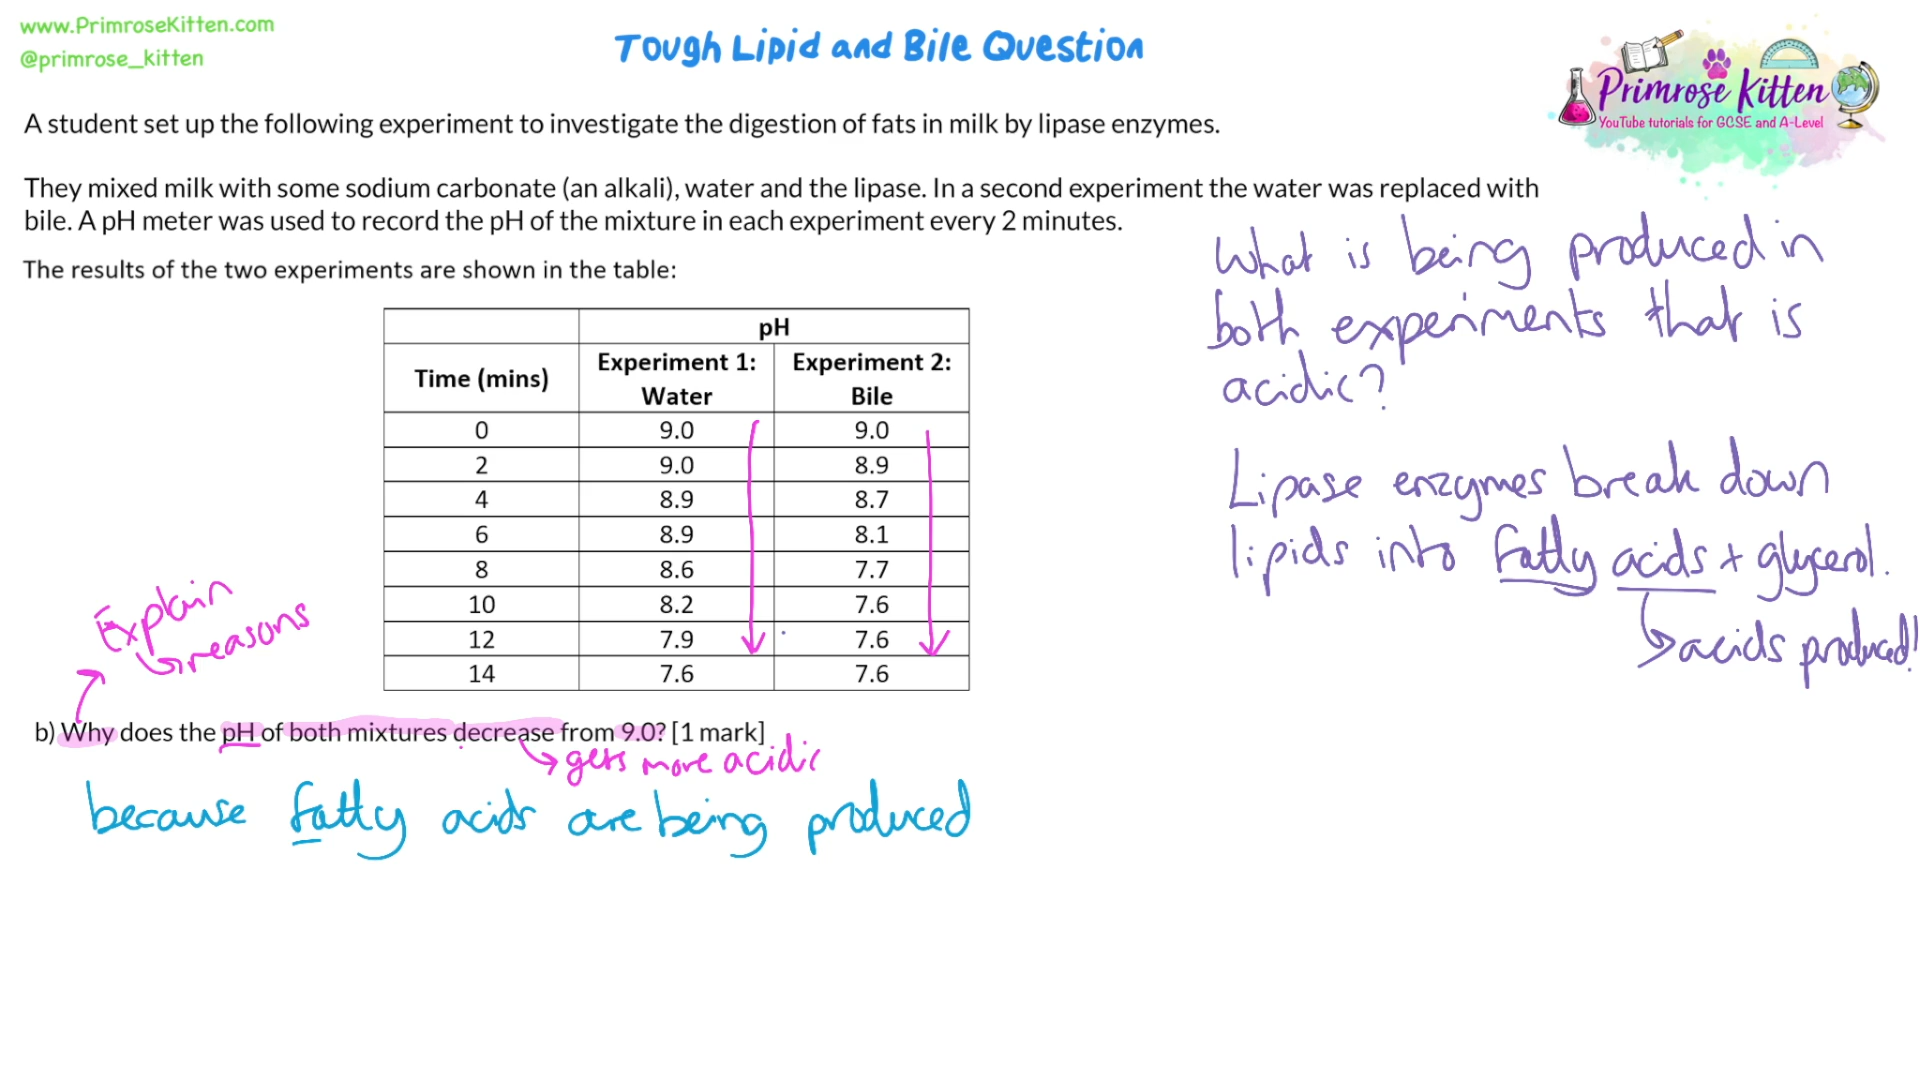 www.PrimroseKitten.com
@primrose_kitten
Tough Lipid and Bile Question
Primrose Kitten
YouTube tutorials for GCSE and A-Level
A student set up the following experiment to investigate the digestion of fats in milk by lipase enzymes.
They mixed milk with some sodium carbonate (an alkali), water and the lipase. In a second experiment the water was replaced with
bile. A pH meter was used to record the pH of the mixture in each experiment every 2 minutes.
The results of the two experiments are shown in the table:
pH
Time (mins) Experiment 1: Water Experiment 2: Bile
0 9.0 9.0
2 9.0 8.9
4 8.9 8.7
6 8.9 8.1
8 8.6 7.7
10 8.2 7.6
12 7.9 7.6
14 7.6 7.6
What is being produced in
both experiments that is
acidic?
Lipase enzymes break down
lipids into fatty acids + glycerol.
acids produced!
Explain
reasons
b) Why does the pH of both mixtures decrease from 9.0? [1 mark]
gets more acidic
because fatty acids are being produced